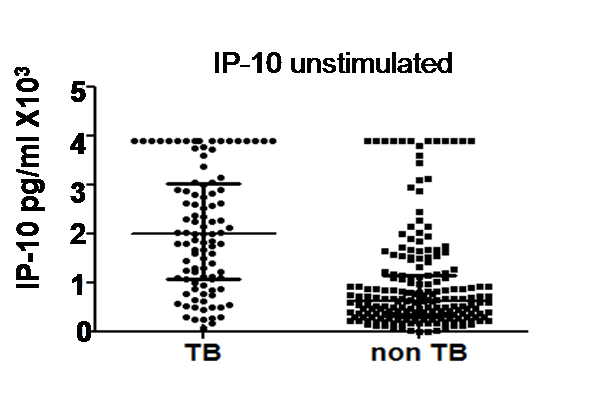 IP-10 unstimulated
IP-10 pg/ml X10³
5
4
3
2
1
0
TB
non TB